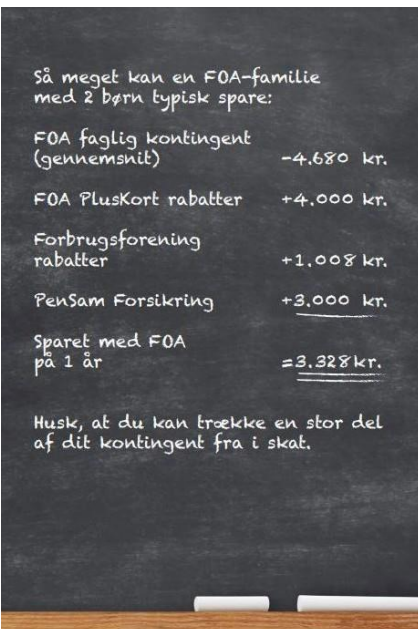 Så meget kan en FOA-familie
med 2 børn typisk spare:
FOA faglig kontingent
(gennemsnit) -4.680 kr.
FOA PlusKort rabatter +4.000 kr.
Forbrugsforening
rabatter +1.008 kr.
PenSam Forsikring +3.000 kr.
Sparet med FOA
på 1 år =3.328 kr.
Husk, at du kan trække en stor del
af dit kontingent fra i skat.